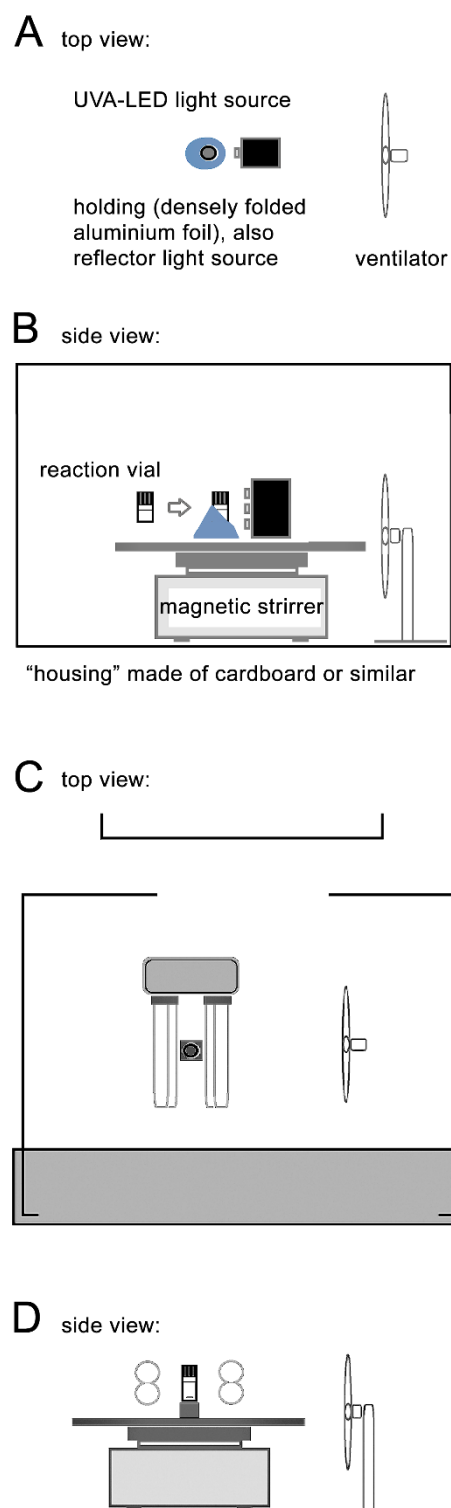 A top view:
UVA-LED light source
holding (densely folded
aluminium foil), also
reflector light source
ventilator
B side view:
reaction vial
magnetic strirrer
“housing” made of cardboard or similar
C top view:
D side view: